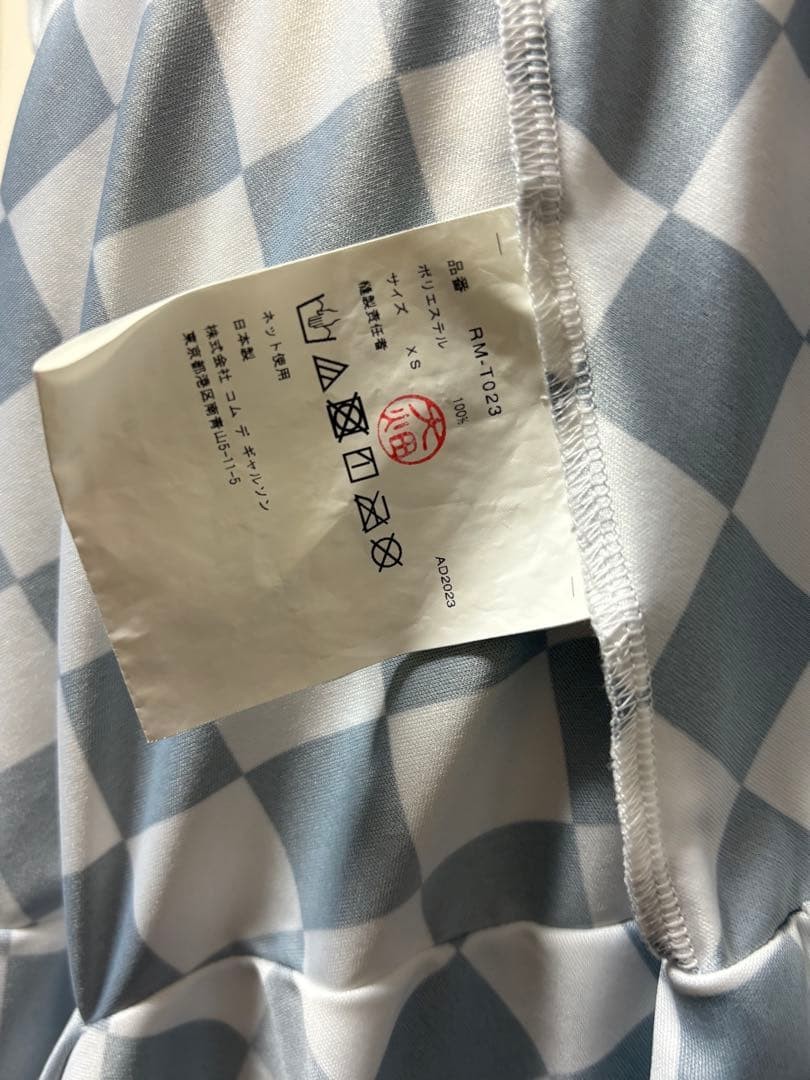 品番 RM-T023
ポリエステル 100%
サイズ XS
AD2023
縫製責任者 大畑
ネット使用
日本製
株式会社 コム デ ギャルソン
東京都港区南青山5-11-5